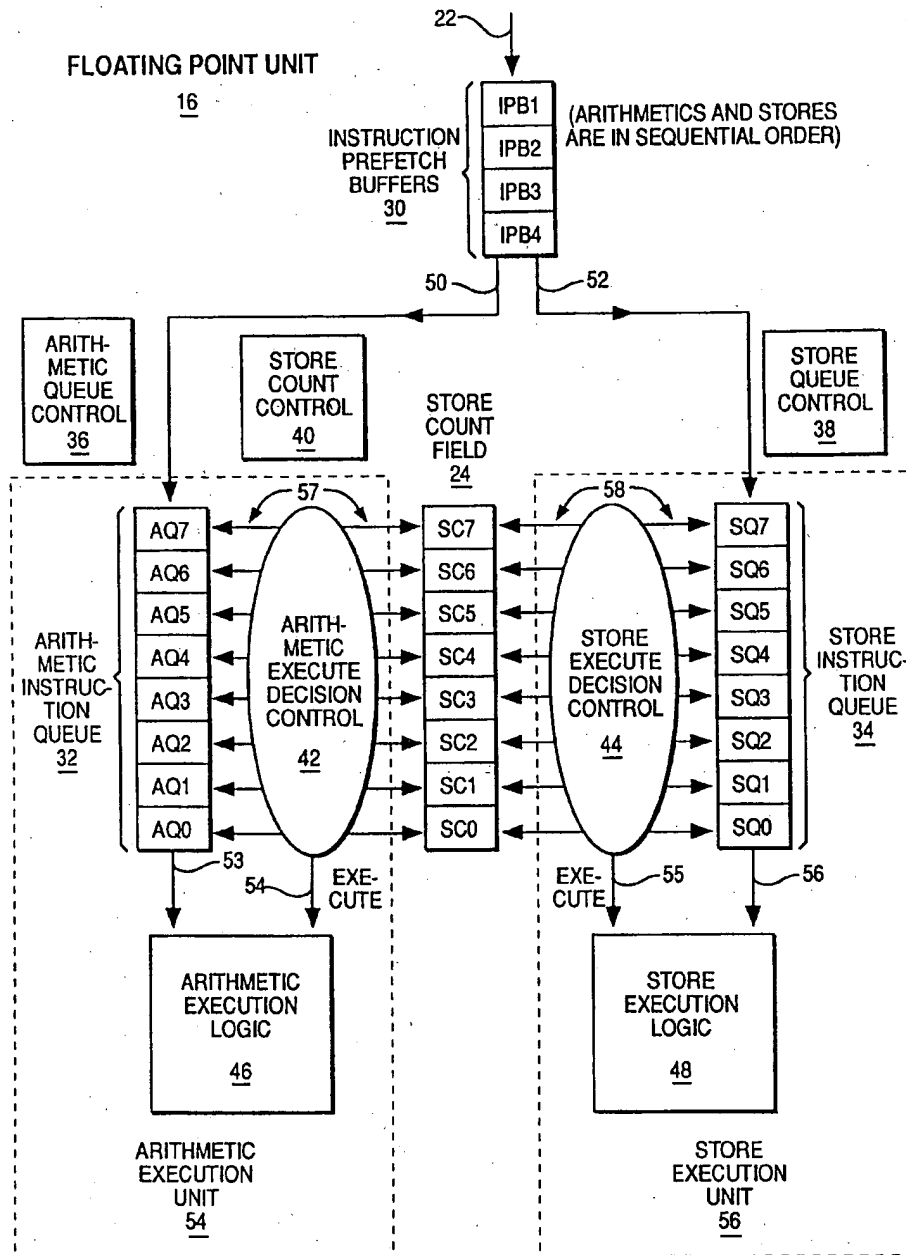 22
FLOATING POINT UNIT
16
INSTRUCTION
PREFETCH
BUFFERS
30
IPB1
IPB2
IPB3
IPB4
(ARITHMETICS AND STORES
ARE IN SEQUENTIAL ORDER)
50
52
ARITH-
METIC
QUEUE
CONTROL
36
STORE
COUNT
CONTROL
40
STORE
COUNT
FIELD
24
STORE
QUEUE
CONTROL
38
57
58
ARITH-
METIC
INSTRUC-
TION
QUEUE
32
AQ7
AQ6
AQ5
AQ4
AQ3
AQ2
AQ1
AQ0
ARITHMETIC
EXECUTE
DECISION
CONTROL
42
SC7
SC6
SC5
SC4
SC3
SC2
SC1
SC0
STORE
EXECUTE
DECISION
CONTROL
44
SQ7
SQ6
SQ5
SQ4
SQ3
SQ2
SQ1
SQ0
STORE
INSTRUC-
TION
QUEUE
34
53
54
EXE-
CUTE
EXE-
CUTE
55
56
ARITHMETIC
EXECUTION
LOGIC
46
STORE
EXECUTION
LOGIC
48
ARITHMETIC
EXECUTION
UNIT
54
STORE
EXECUTION
UNIT
56